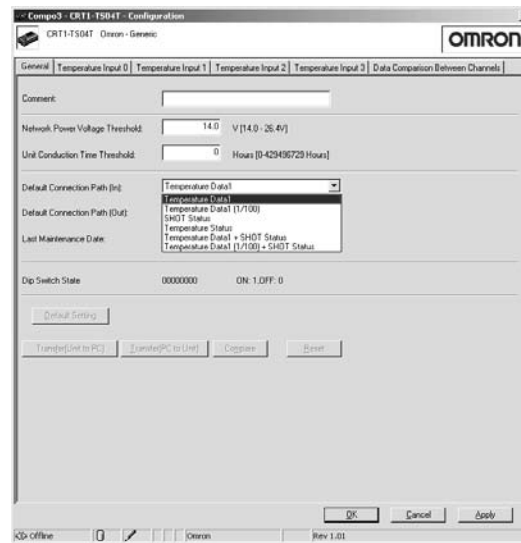 Compo3 - CRT1-TS04T - Configuration
CRT1-TS04T Omron - Generic
OMRON
General Temperature Input 0 Temperature Input 1 Temperature Input 2 Temperature Input 3 Data Comparison Between Channels
Comment:
Network Power Voltage Threshold: 14.0 V [14.0 - 26.4V]
Unit Conduction Time Threshold: 0 Hours [0-429496729 Hours]
Default Connection Path (In): Temperature Data1
Temperature Data1
Temperature Data1 (1/100)
SHOT Status
Temperature Status
Temperature Data1 + SHOT Status
Temperature Data1 (1/100) + SHOT Status
Default Connection Path (Out):
Last Maintenance Date:
Dip Switch State 00000000 ON: 1.OFF: 0
Default Setting
Transfer(Unit to PC) Transfer(PC to Unit) Compare Reset
OK Cancel Apply
Offline Omron Rev 1.01